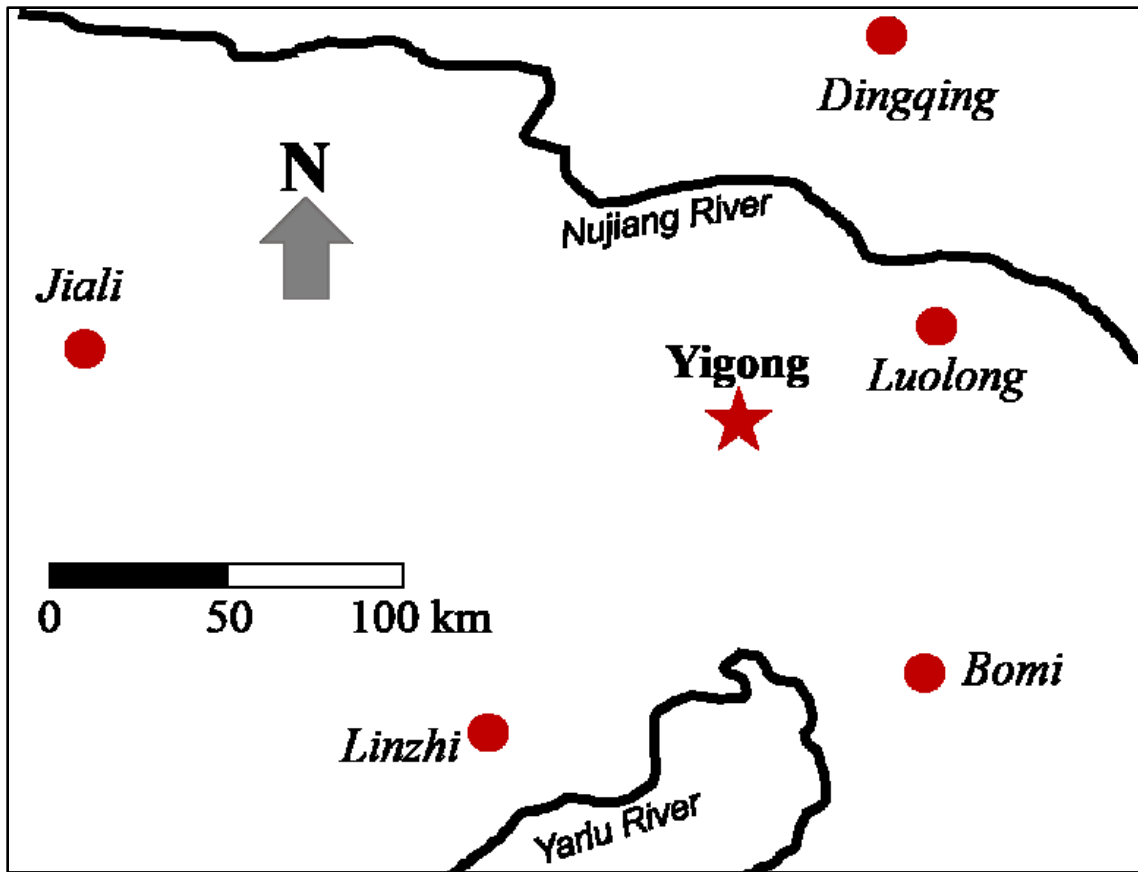 Dingqing
N
Nujiang River
Jiali
Yigong
Luolong
0 50 100 km
Bomi
Linzhi
Yarlu River